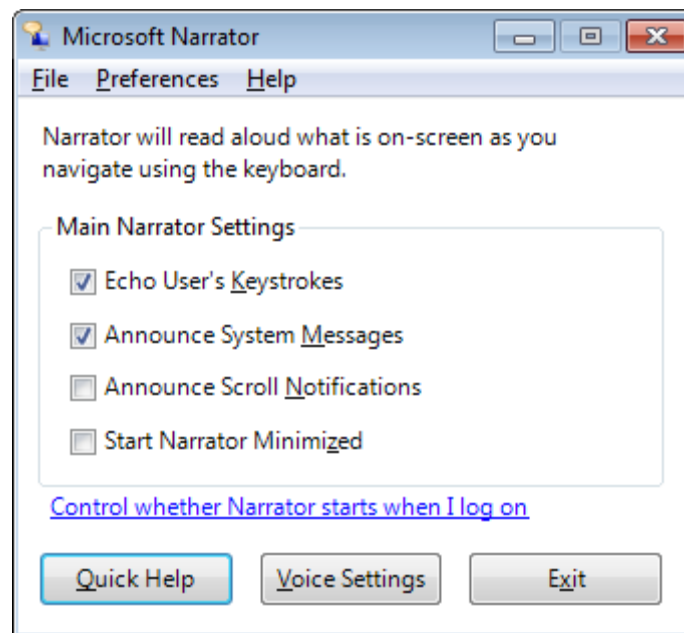 Microsoft Narrator
File Preferences Help
Narrator will read aloud what is on-screen as you
navigate using the keyboard.
Main Narrator Settings
Echo User's Keystrokes
Announce System Messages
Announce Scroll Notifications
Start Narrator Minimized
Control whether Narrator starts when I log on
Quick Help Voice Settings Exit